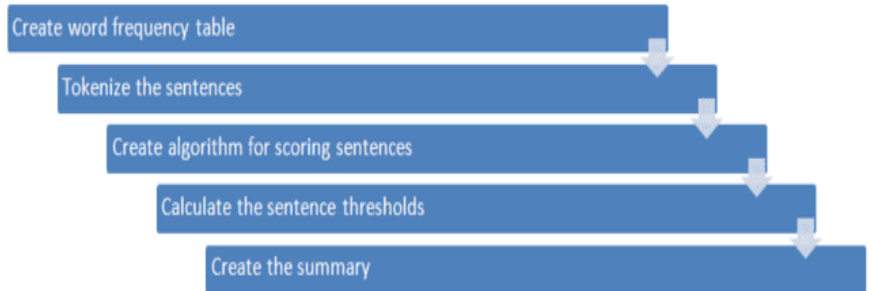 Create word frequency table
Tokenize the sentences
Create algorithm for scoring sentences
Calculate the sentence thresholds
Create the summary